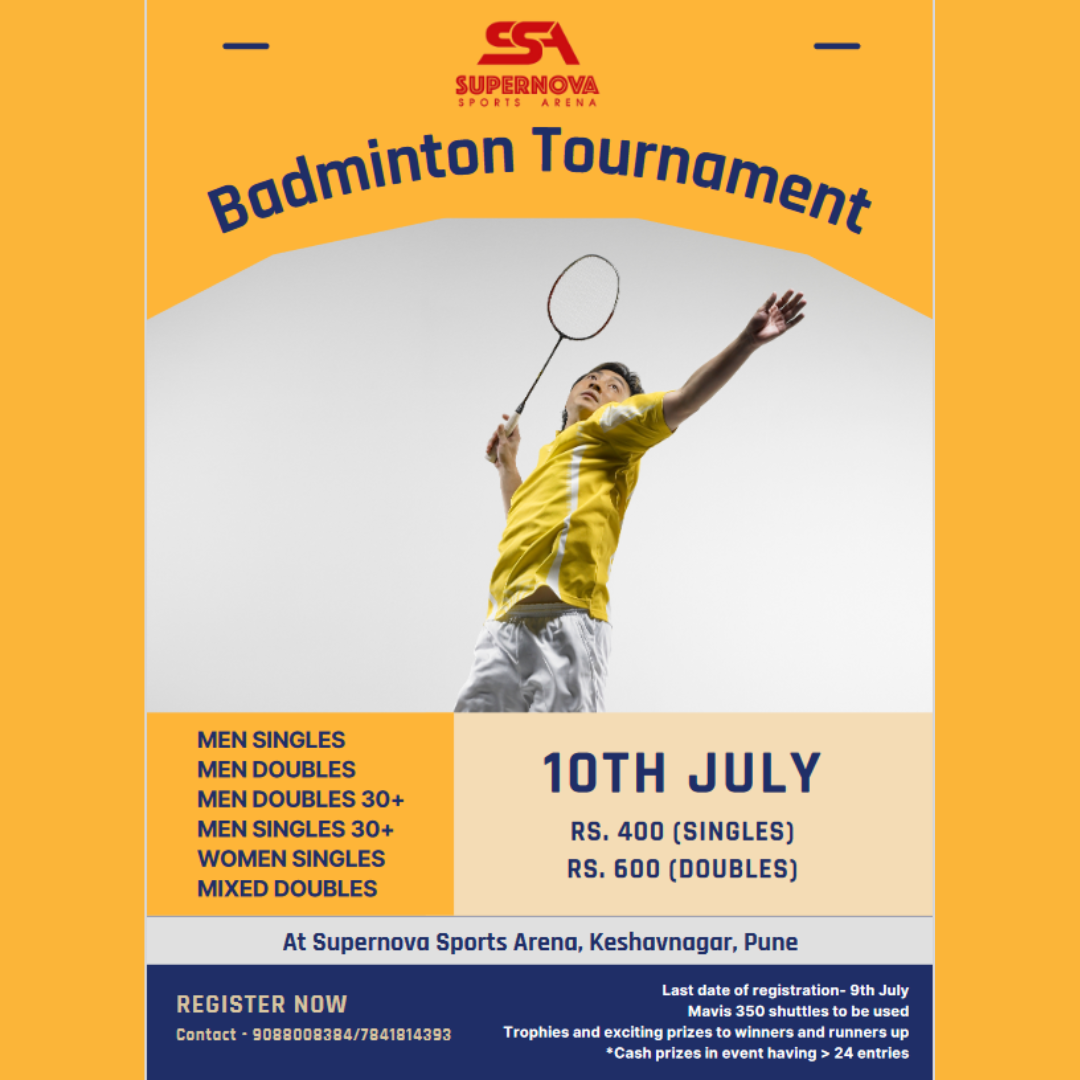 SSA
SUPERNOVA
SPORTS ARENA
Badminton Tournament
MEN SINGLES
MEN DOUBLES
MEN DOUBLES 30+
MEN SINGLES 30+
WOMEN SINGLES
MIXED DOUBLES
10TH JULY
RS. 400 (SINGLES)
RS. 600 (DOUBLES)
At Supernova Sports Arena, Keshavnagar, Pune
REGISTER NOW
Contact - 9088008384/7841814393
Last date of registration- 9th July
Mavis 350 shuttles to be used
Trophies and exciting prizes to winners and runners up
*Cash prizes in event having > 24 entries